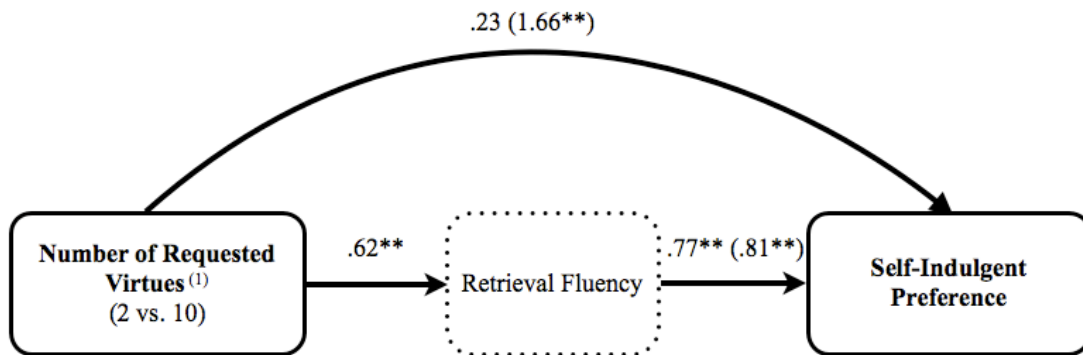 .23 (1.66**)
Number of Requested
Virtues (1)
(2 vs. 10)
.62**
Retrieval Fluency
.77** (.81**)
Self-Indulgent
Preference